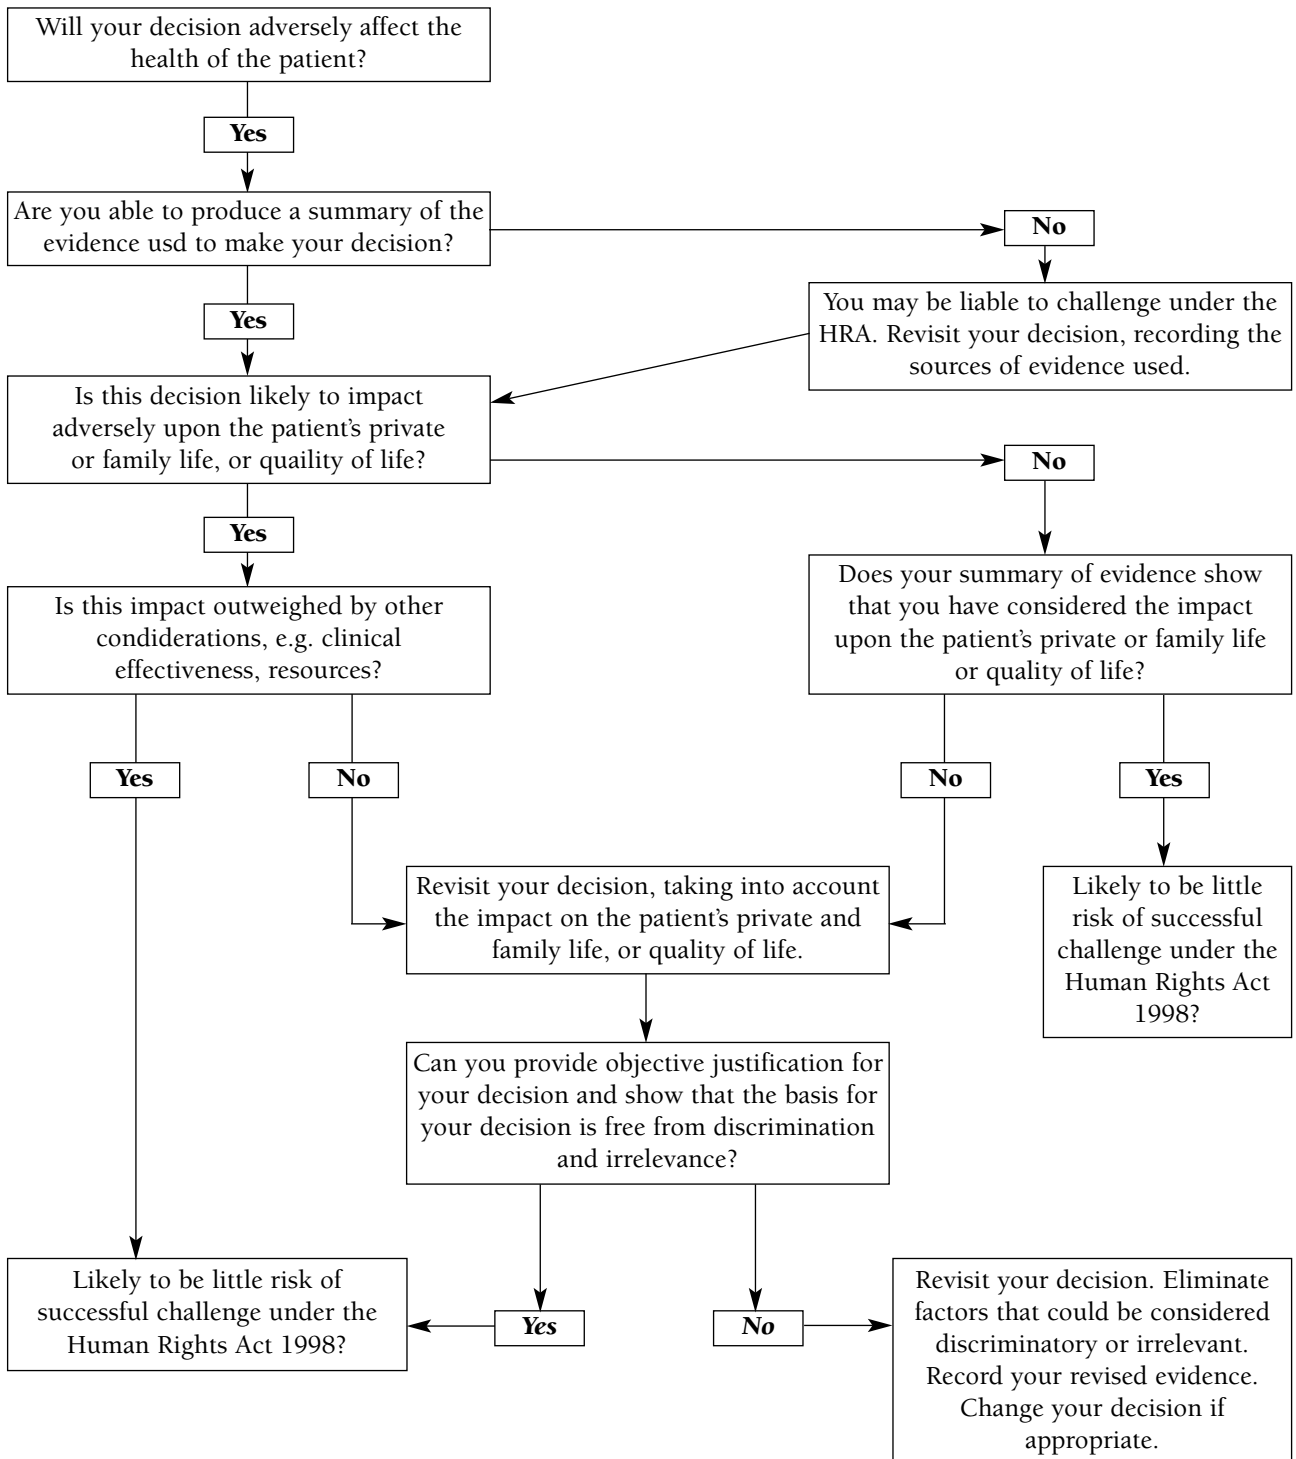 Will your decision adversely affect the
health of the patient?
Yes
Are you able to produce a summary of the
evidence usd to make your decision?
No
You may be liable to challenge under the
HRA. Revisit your decision, recording the
sources of evidence used.
Yes
Is this decision likely to impact
adversely upon the patient’s private
or family life, or quaility of life?
No
Yes
Is this impact outweighed by other
condiderations, e.g. clinical
effectiveness, resources?
Does your summary of evidence show
that you have considered the impact
upon the patient’s private or family life
or quality of life?
Yes
No
No
Yes
Revisit your decision, taking into account
the impact on the patient’s private and
family life, or quality of life.
Likely to be little
risk of successful
challenge under the
Human Rights Act
1998?
Can you provide objective justification for
your decision and show that the basis for
your decision is free from discrimination
and irrelevance?
Likely to be little risk of
successful challenge under the
Human Rights Act 1998?
Yes
No
Revisit your decision. Eliminate
factors that could be considered
discriminatory or irrelevant.
Record your revised evidence.
Change your decision if
appropriate.